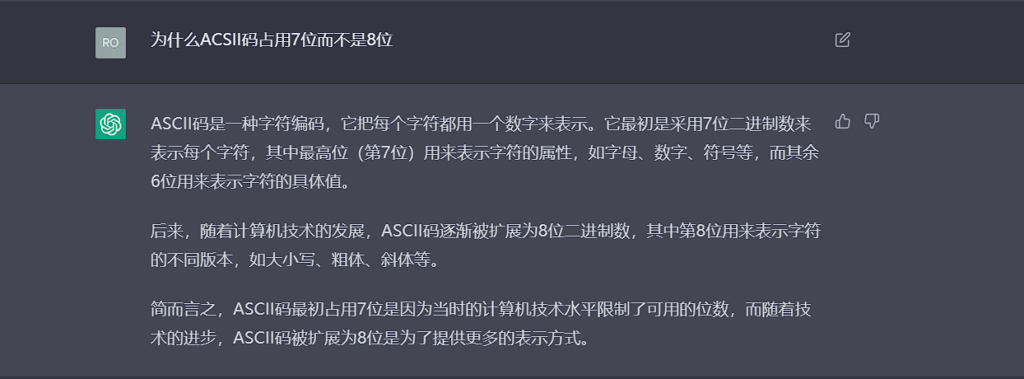 RO
为什么ACSII码占用7位而不是8位
ASCII码是一种字符编码，它把每个字符都用一个数字来表示。它最初是采用7位二进制数来
表示每个字符，其中最高位（第7位）用来表示字符的属性，如字母、数字、符号等，而其余
6位用来表示字符的具体值。
后来，随着计算机技术的发展，ASCII码逐渐被扩展为8位二进制数，其中第8位用来表示字符
的不同版本，如大小写、粗体、斜体等。
简而言之，ASCII码最初占用7位是因为当时的计算机技术水平限制了可用的位数，而随着技
术的进步，ASCII码被扩展为8位是为了提供更多的表示方式。